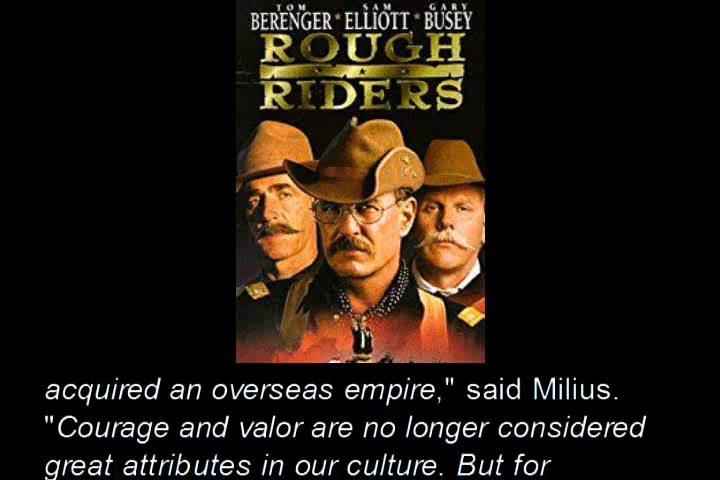 TOM SAM GARY
BERENGER * ELLIOTT * BUSEY
ROUGH
RIDERS
acquired an overseas empire," said Milius.
"Courage and valor are no longer considered
great attributes in our culture. But for